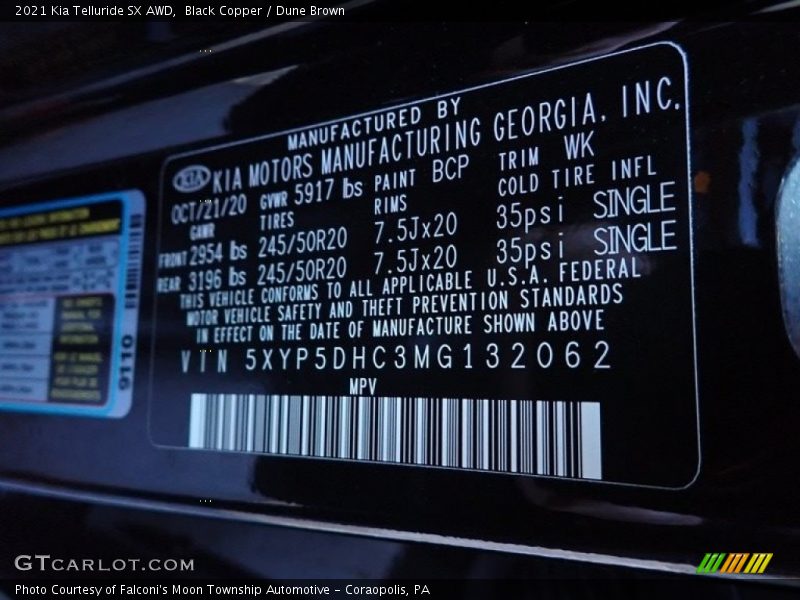 2021 Kia Telluride SX AWD,  Black Copper / Dune Brown
MANUFACTURED BY
KIA KIA MOTORS MANUFACTURING GEORGIA, INC.
OCT/21/20 GVWR 5917 lbs PAINT BCP TRIM WK
GAWR TIRES RIMS COLD TIRE INFL
FRONT 2954 lbs 245/50R20 7.5Jx20 35psi SINGLE
REAR 3196 lbs 245/50R20 7.5Jx20 35psi SINGLE
THIS VEHICLE CONFORMS TO ALL APPLICABLE U.S.A. FEDERAL
MOTOR VEHICLE SAFETY AND THEFT PREVENTION STANDARDS
IN EFFECT ON THE DATE OF MANUFACTURE SHOWN ABOVE
VIN 5XYP5DHC3MG132062
MPV
9110
GTCARLOT.COM
Photo Courtesy of Falconi's Moon Township Automotive - Coraopolis, PA